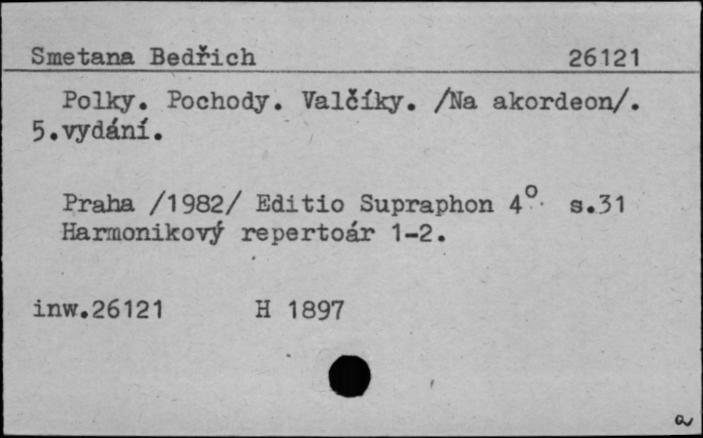 Smetana Bedřich 26121
Polky. Pochody. Valčíky. /Na akordeon/.
5.vydání.
Praha /1982/ Editio Supraphon 4° s.31
Harmonikový repertoár 1-2.
inw.26121 H 1897